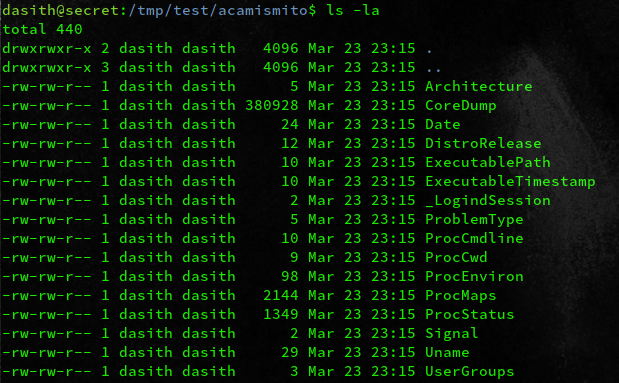 dasith@secret:/tmp/test/acamismito$ ls -la
total 440
drwxrwxr-x 2 dasith dasith   4096 Mar 23 23:15 .
drwxrwxr-x 3 dasith dasith   4096 Mar 23 23:15 ..
-rw-rw-r-- 1 dasith dasith      5 Mar 23 23:15 Architecture
-rw-rw-r-- 1 dasith dasith 380928 Mar 23 23:15 CoreDump
-rw-rw-r-- 1 dasith dasith     24 Mar 23 23:15 Date
-rw-rw-r-- 1 dasith dasith     12 Mar 23 23:15 DistroRelease
-rw-rw-r-- 1 dasith dasith     10 Mar 23 23:15 ExecutablePath
-rw-rw-r-- 1 dasith dasith     10 Mar 23 23:15 ExecutableTimestamp
-rw-rw-r-- 1 dasith dasith      2 Mar 23 23:15 _LogindSession
-rw-rw-r-- 1 dasith dasith      5 Mar 23 23:15 ProblemType
-rw-rw-r-- 1 dasith dasith     10 Mar 23 23:15 ProcCmdline
-rw-rw-r-- 1 dasith dasith      9 Mar 23 23:15 ProcCwd
-rw-rw-r-- 1 dasith dasith     98 Mar 23 23:15 ProcEnviron
-rw-rw-r-- 1 dasith dasith   2144 Mar 23 23:15 ProcMaps
-rw-rw-r-- 1 dasith dasith   1349 Mar 23 23:15 ProcStatus
-rw-rw-r-- 1 dasith dasith      2 Mar 23 23:15 Signal
-rw-rw-r-- 1 dasith dasith     29 Mar 23 23:15 Uname
-rw-rw-r-- 1 dasith dasith      3 Mar 23 23:15 UserGroups